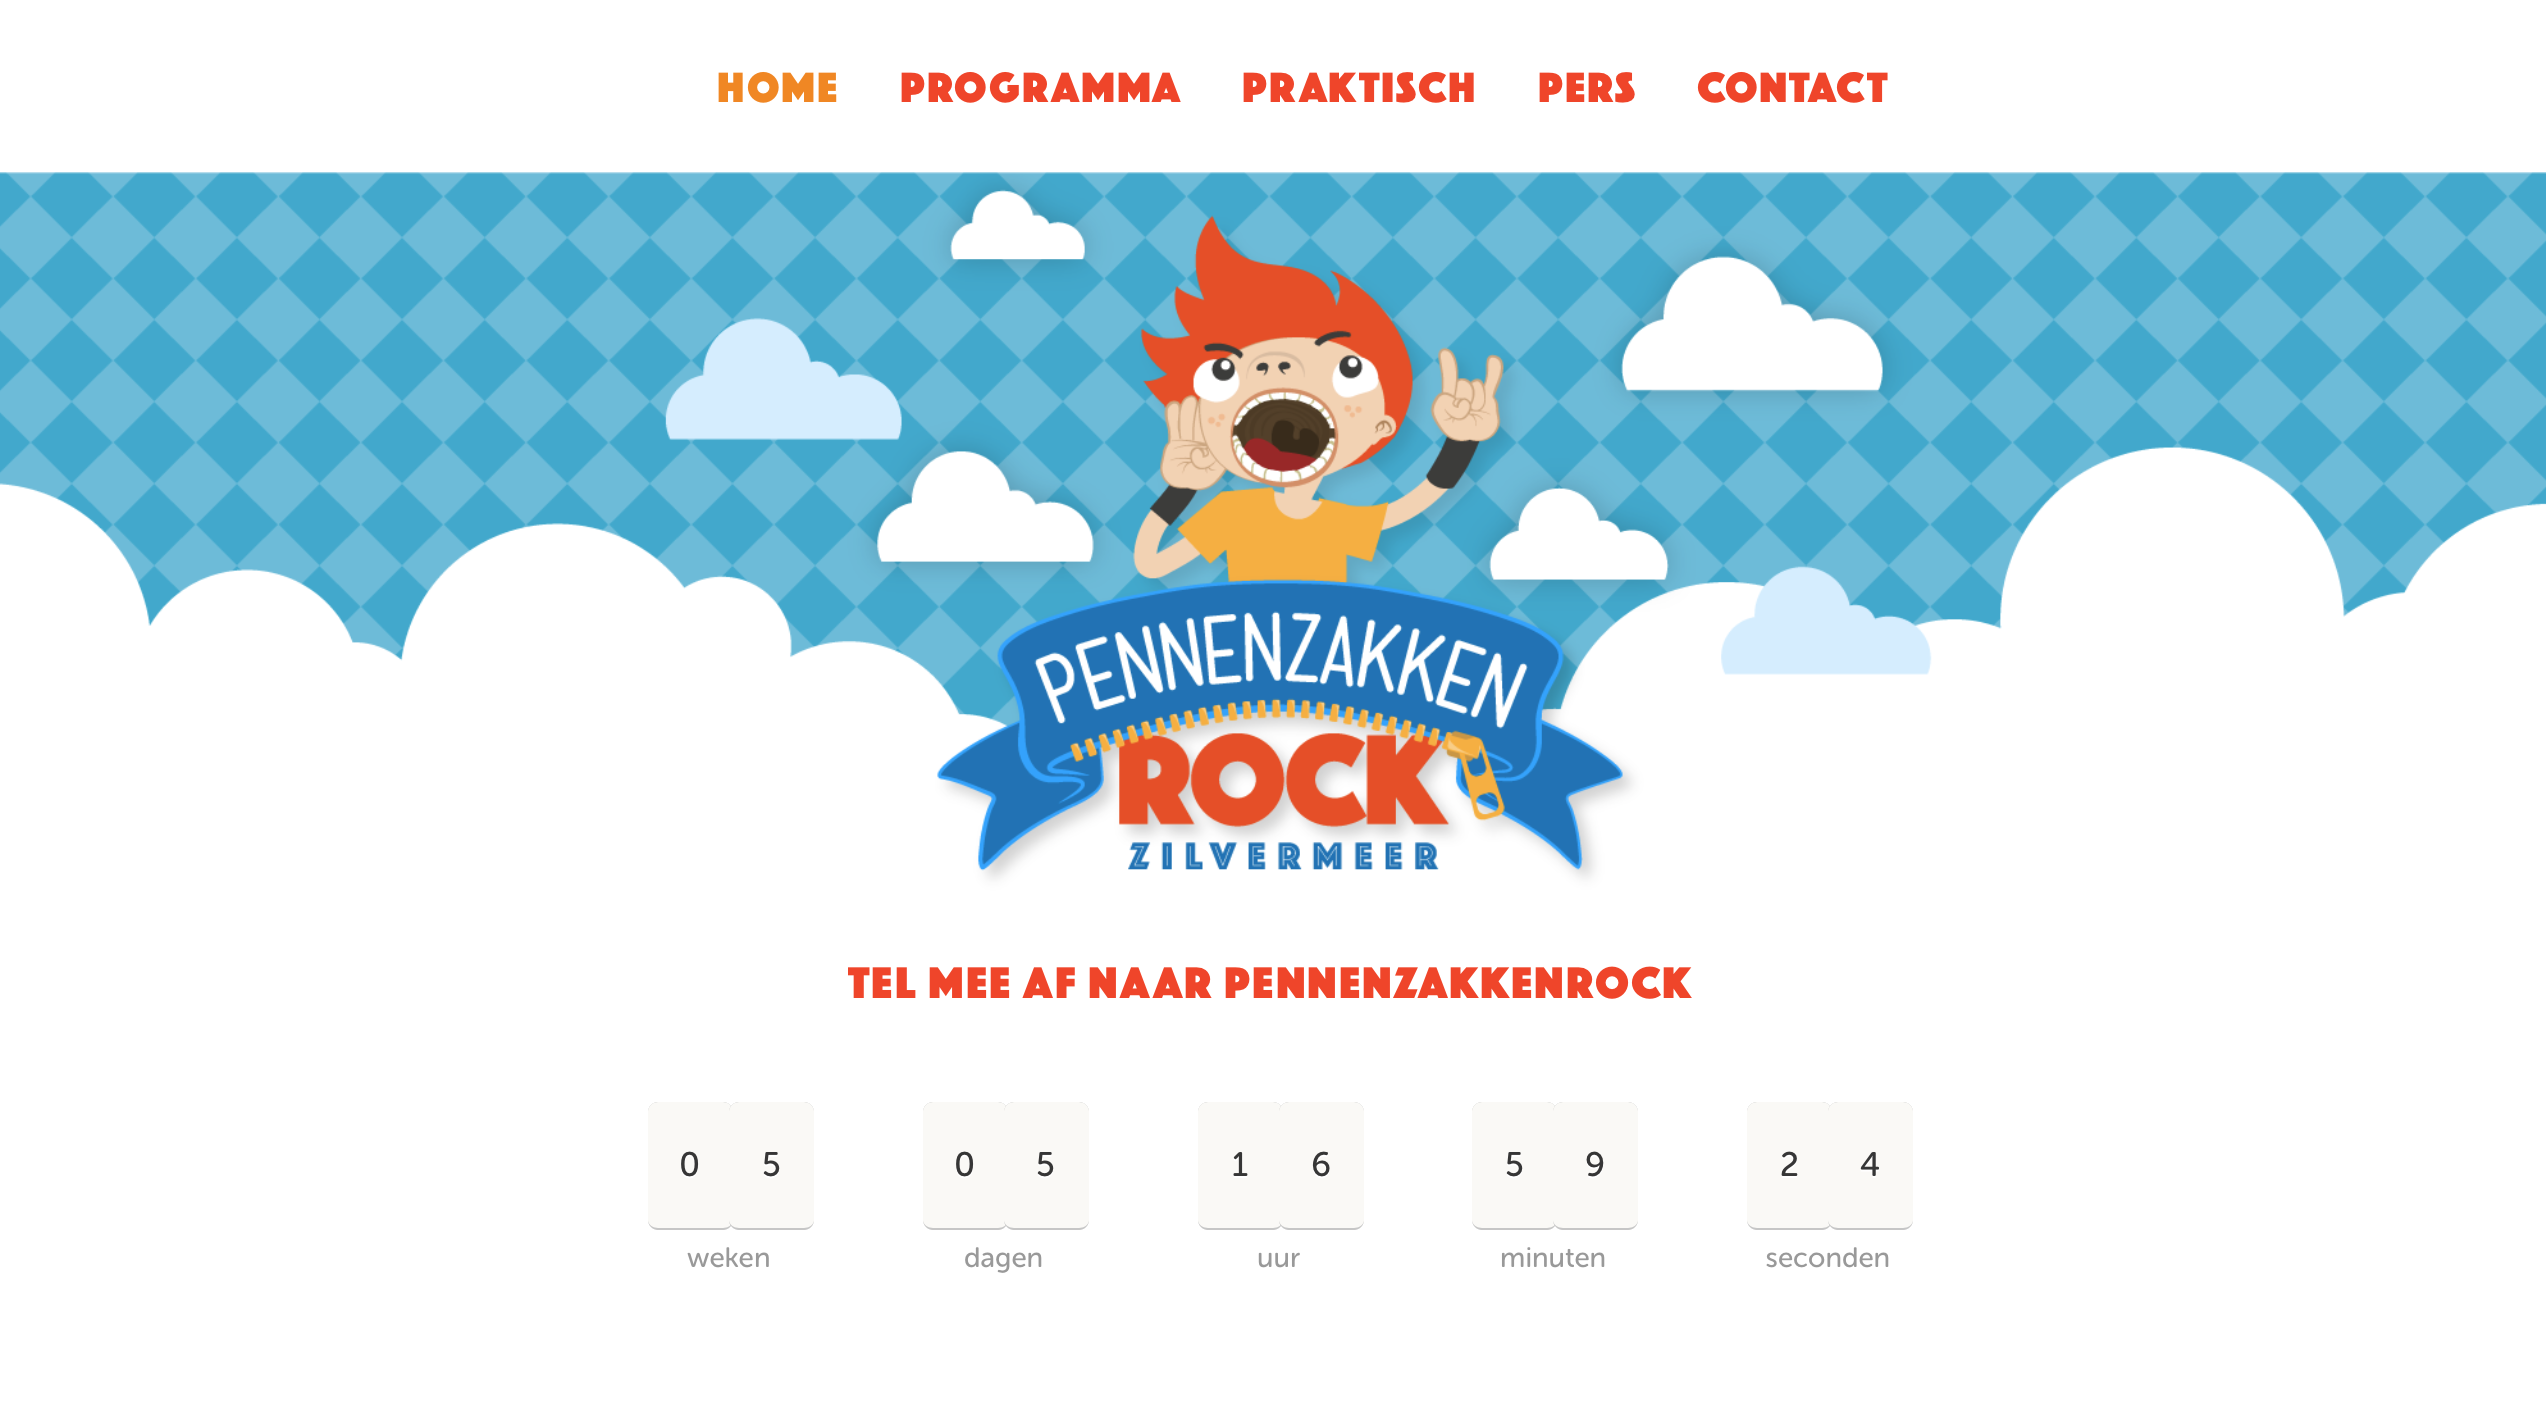 HOME PROGRAMMA PRAKTISCH PERS CONTACT
PENNENZAKKEN
ROCK
ZILVERMEER
TEL MEE AF NAAR PENNENZAKKENROCK
0 5 0 5 1 6 5 9 2 4
weken dagen uur minuten seconden